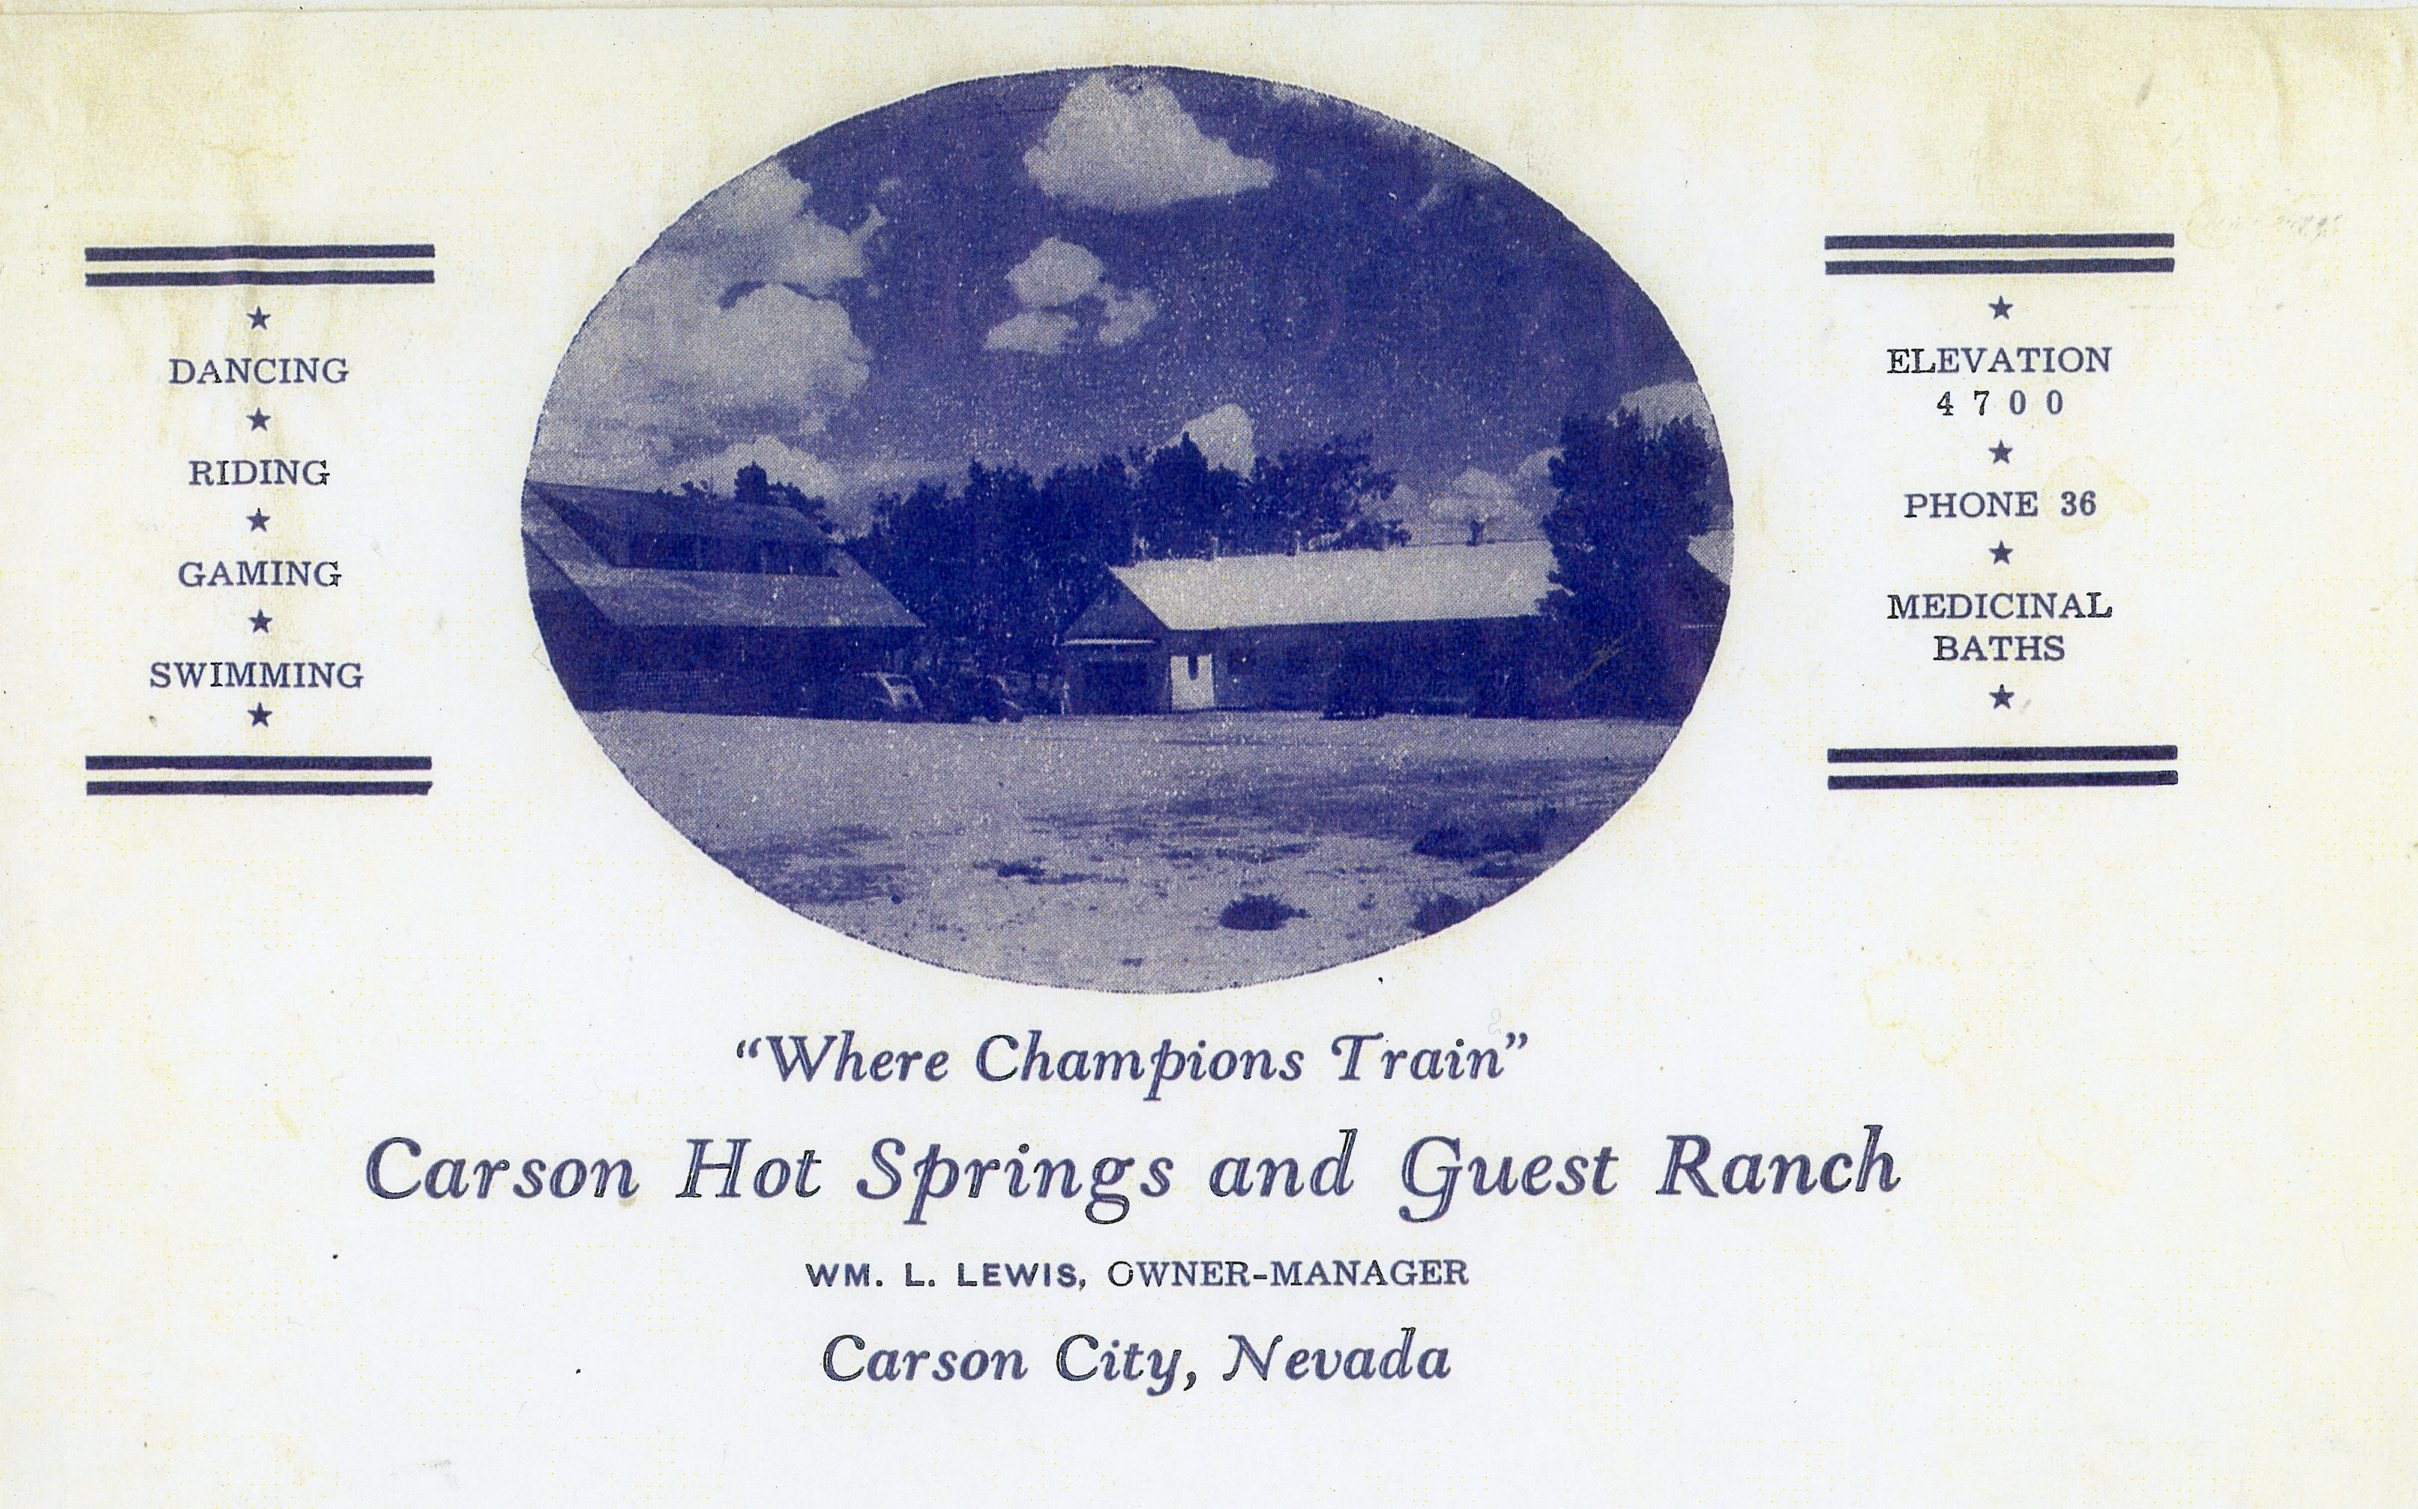 DANCING
RIDING
GAMING
SWIMMING
ELEVATION
4700
PHONE 36
MEDICINAL
BATHS
"Where Champions Train"
Carson Hot Springs and Guest Ranch
WM. L. LEWIS, OWNER-MANAGER
Carson City, Nevada